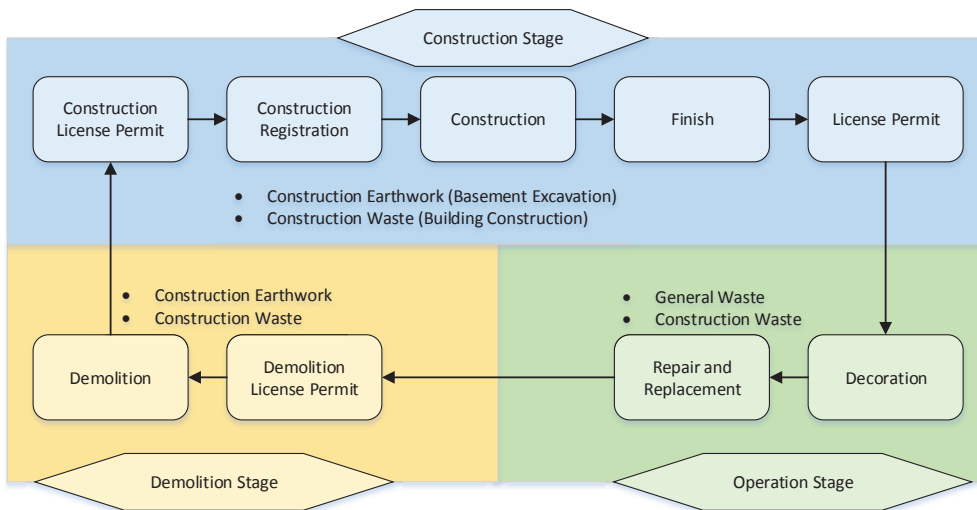 Construction Stage
Construction
License Permit
Construction
Registration
Construction
Finish
License Permit
• Construction Earthwork (Basement Excavation)
• Construction Waste (Building Construction)
• Construction Earthwork
• Construction Waste
• General Waste
• Construction Waste
Demolition
Demolition
License Permit
Repair and
Replacement
Decoration
Demolition Stage
Operation Stage